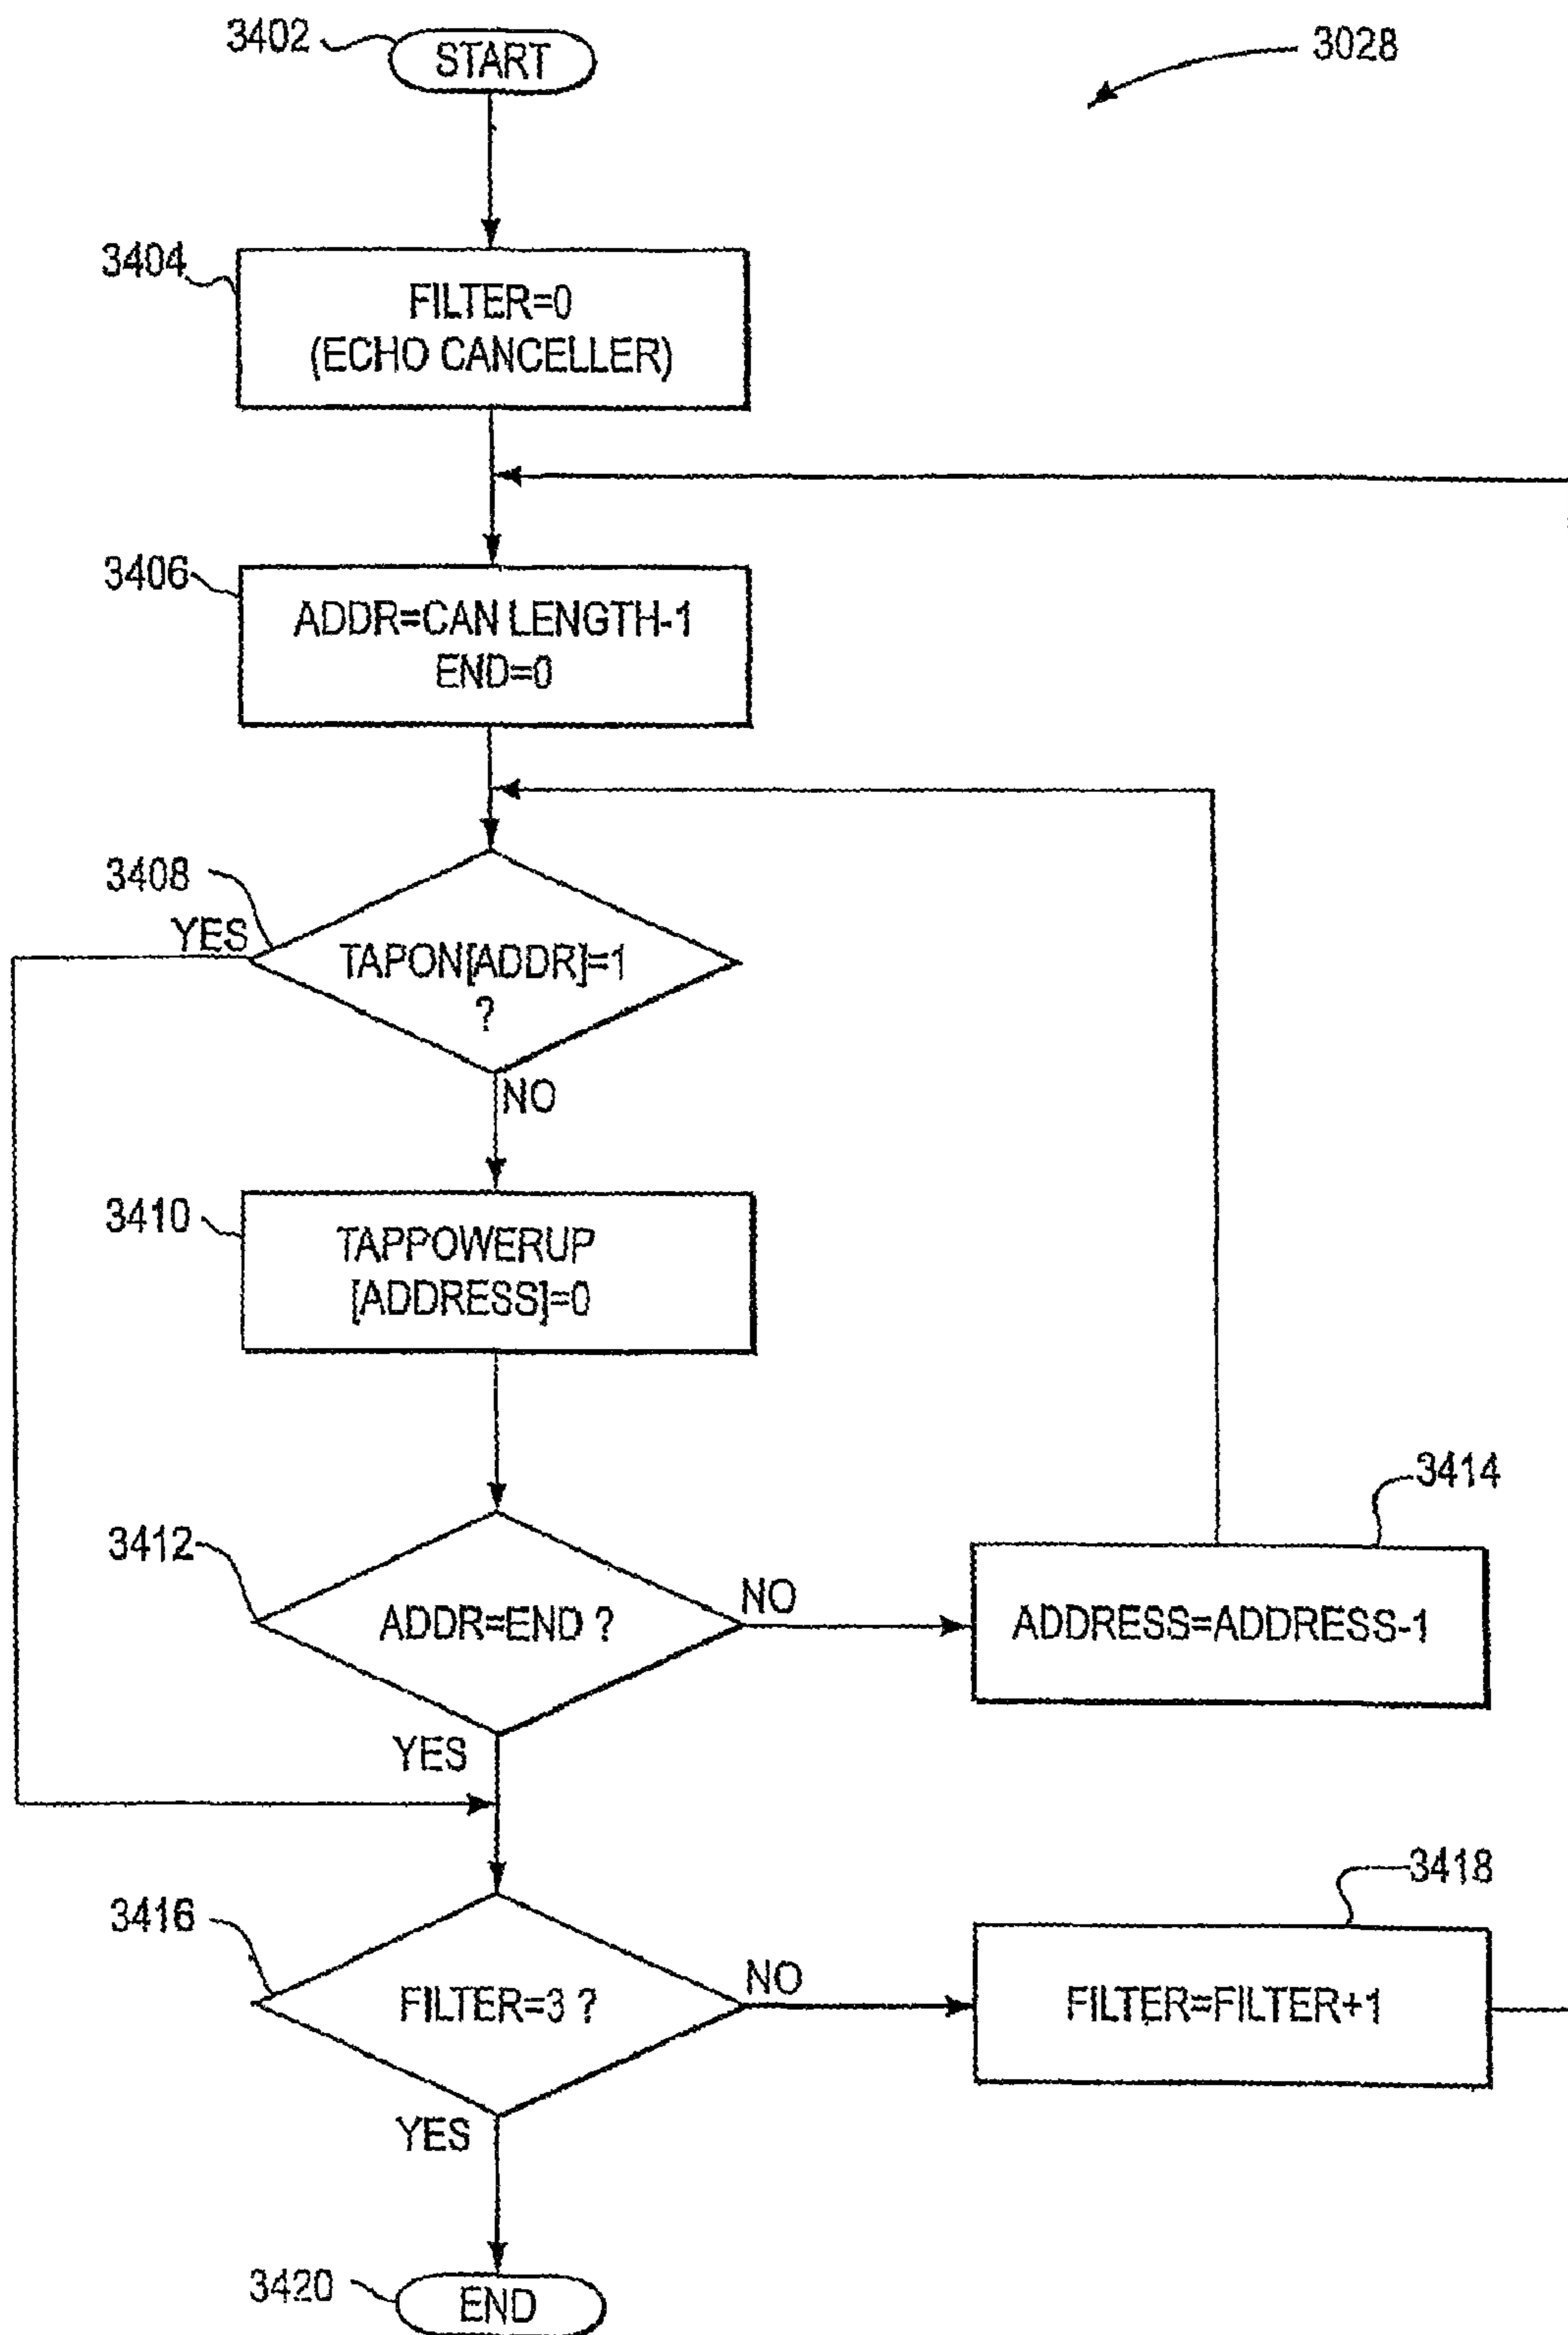 3402
START
3028
3404
FILTER=0
(ECHO CANCELLER)
3406
ADDR=CAN LENGTH-1
END=0
3408
YES
TAPON[ADDR]=1
?
NO
3410
TAPPOWERUP
[ADDRESS]=0
3414
3412
ADDR=END ?
NO
ADDRESS=ADDRESS-1
YES
3418
3416
FILTER=3 ?
NO
FILTER=FILTER+1
YES
3420
END